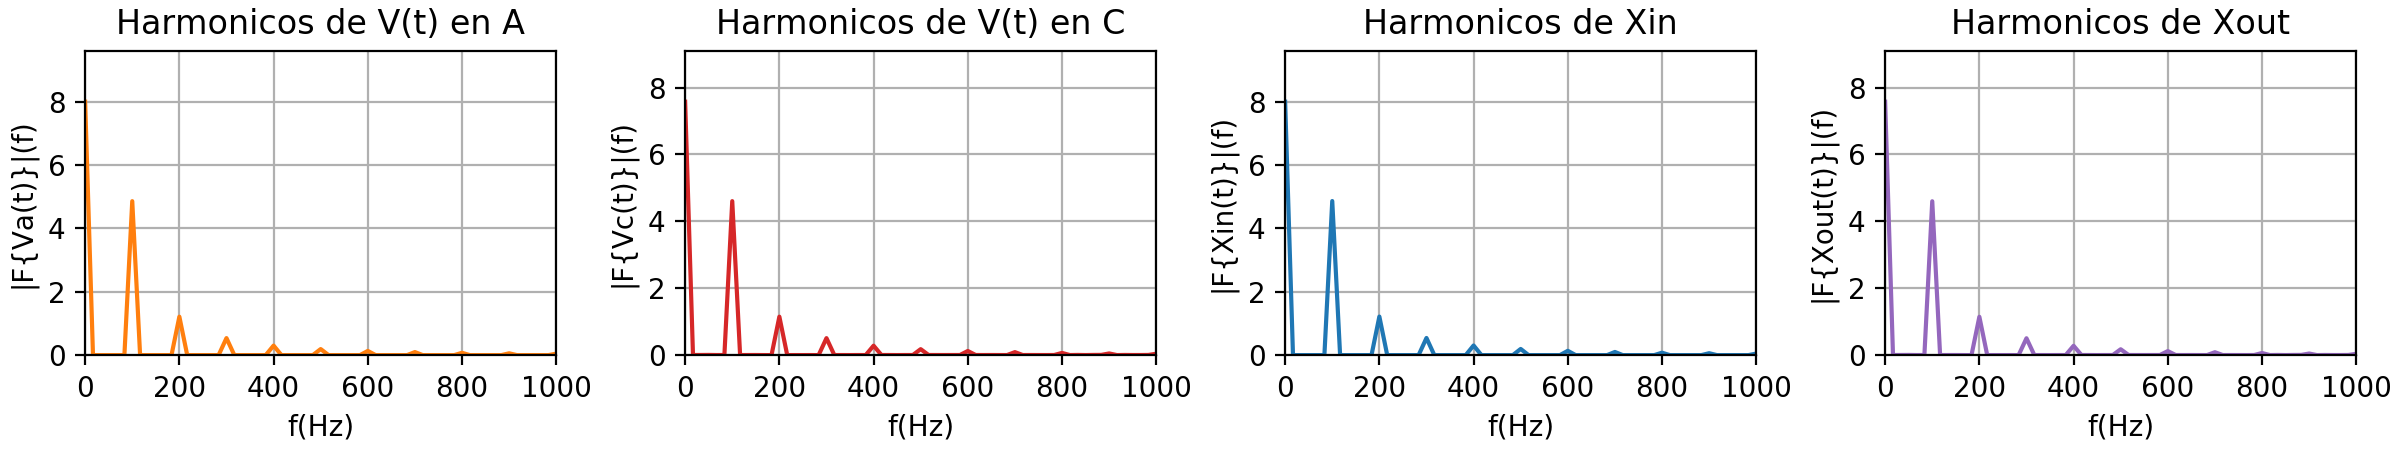 Harmonicos de V(t) en A
|F{Va(t)}|(f)
8
6
4
2
0
0 200 400 600 800 1000
f(Hz)
Harmonicos de V(t) en C
|F{Vc(t)}|(f)
8
6
4
2
0
0 200 400 600 800 1000
f(Hz)
Harmonicos de Xin
|F{Xin(t)}|(f)
8
6
4
2
0
0 200 400 600 800 1000
f(Hz)
Harmonicos de Xout
|F{Xout(t)}|(f)
8
6
4
2
0
0 200 400 600 800 1000
f(Hz)